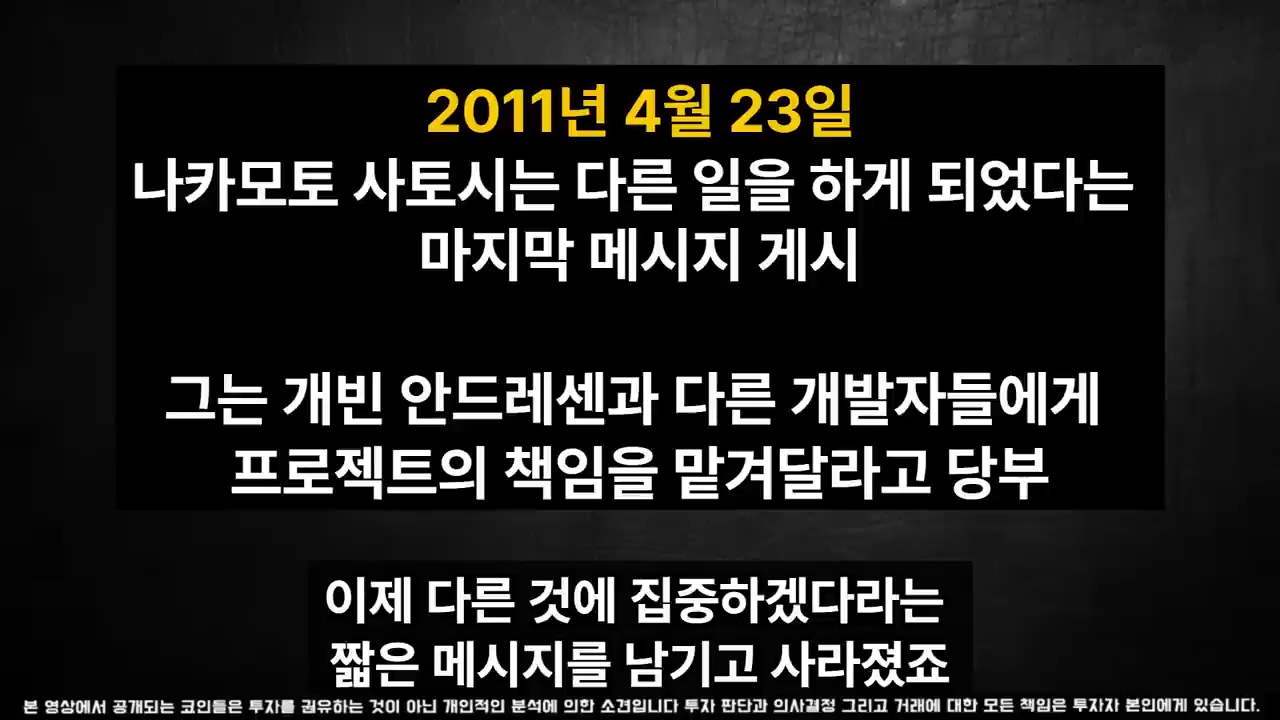 2011년 4월 23일
나카모토 사토시는 다른 일을 하게 되었다는
마지막 메시지 게시
그는 개빈 안드레센과 다른 개발자들에게
프로젝트의 책임을 맡겨달라고 당부
이제 다른 것에 집중하겠다라는
짧은 메시지를 남기고 사라졌죠
본 영상에서 공개되는 코인들은 투자를 권유하는 것이 아닌 개인적인 분석에 의한 소견입니다 투자 판단과 의사결정 그리고 거래에 대한 모든 책임은 투자자 본인에게 있습니다.